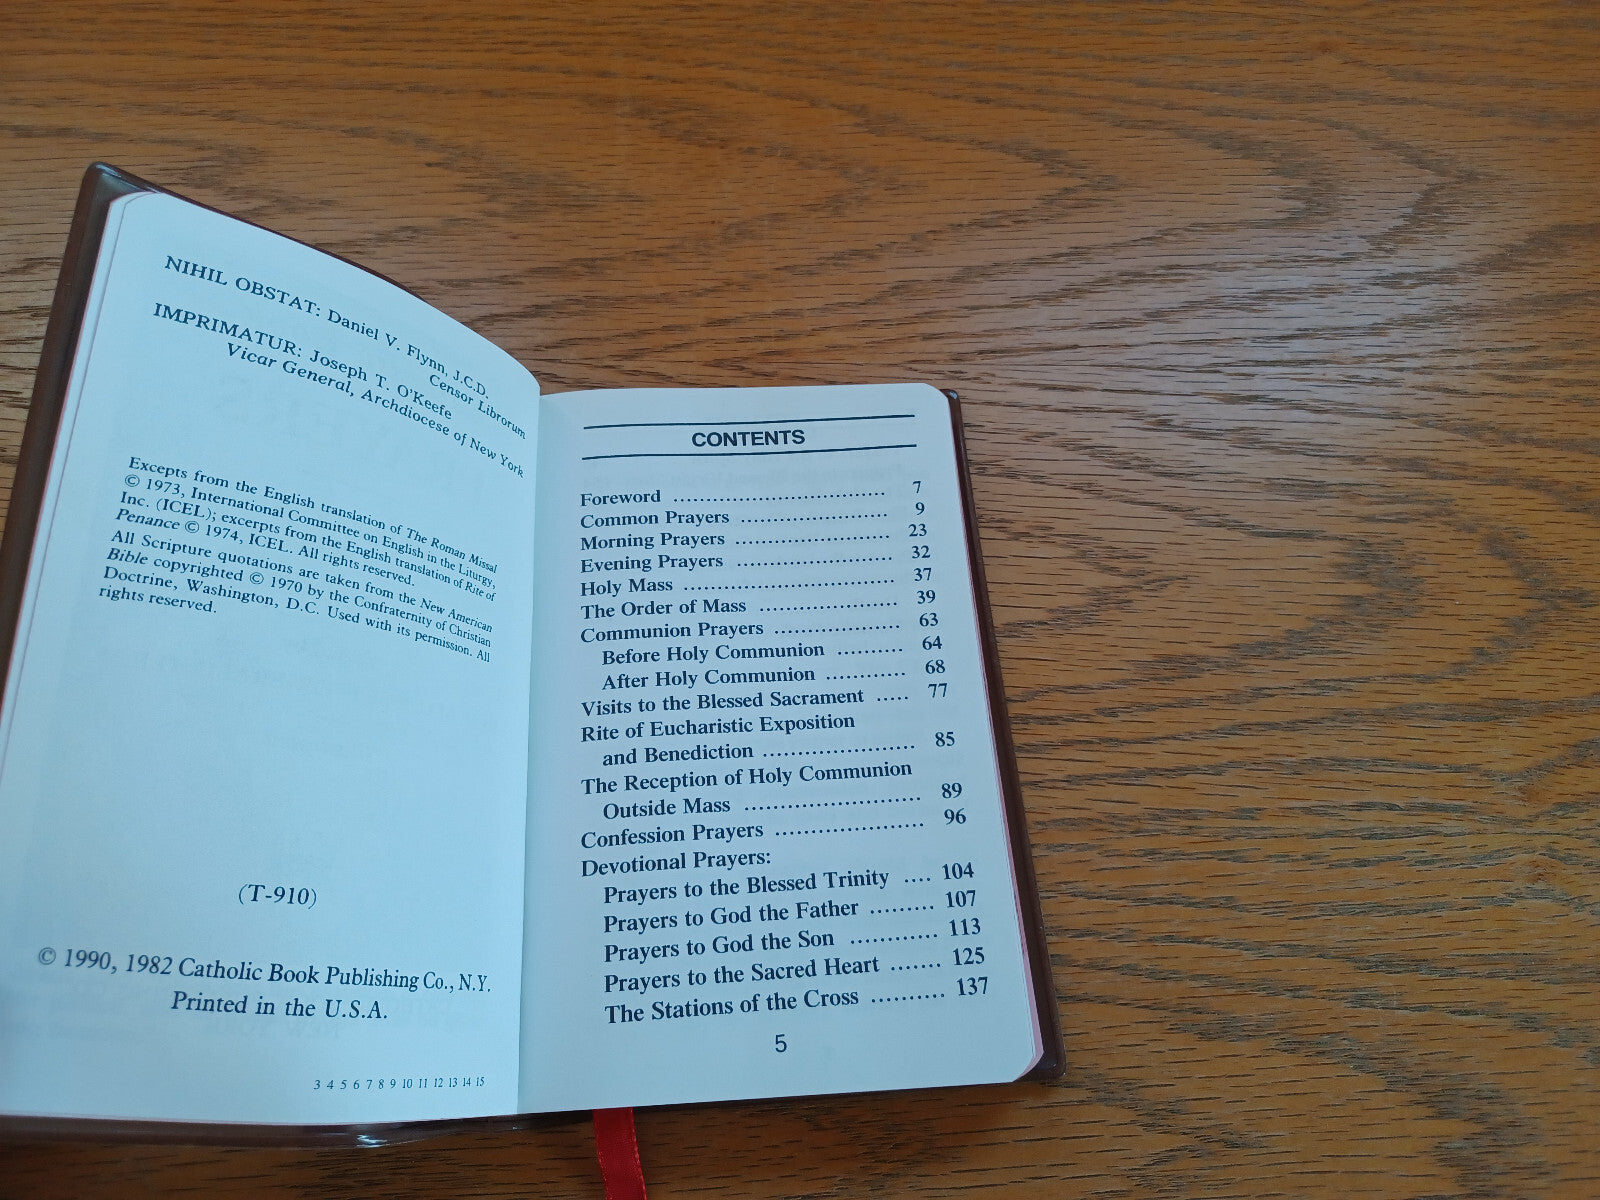 NIHIL OBSTAT: Daniel V. Flynn, J.C.D.
Censor Librorum
IMPRIMATUR: Joseph T. O'Keefe
Vicar General, Archdiocese of New York
Excepts from the English translation of The Roman Missal
© 1973, International Committee on English in the Liturgy,
Inc. (ICEL); excerpts from the English translation of Rite of
Penance © 1974, ICEL. All rights reserved.
All Scripture quotations are taken from the New American
Bible copyrighted © 1970 by the Confraternity of Christian
Doctrine, Washington, D.C. Used with its permission. All
rights reserved.
(T-910)
© 1990, 1982 Catholic Book Publishing Co., N.Y.
Printed in the U.S.A.
3 4 5 6 7 8 9 10 11 12 13 14 15
CONTENTS
Foreword ................................ 7
Common Prayers ...................... 9
Morning Prayers ....................... 23
Evening Prayers ....................... 32
Holy Mass ................................ 37
The Order of Mass ..................... 39
Communion Prayers ................... 63
Before Holy Communion .......... 64
After Holy Communion ............ 68
Visits to the Blessed Sacrament ..... 77
Rite of Eucharistic Exposition
and Benediction ...................... 85
The Reception of Holy Communion
Outside Mass ......................... 89
Confession Prayers ..................... 96
Devotional Prayers:
Prayers to the Blessed Trinity .... 104
Prayers to God the Father ......... 107
Prayers to God the Son ............ 113
Prayers to the Sacred Heart ....... 125
The Stations of the Cross .......... 137
5